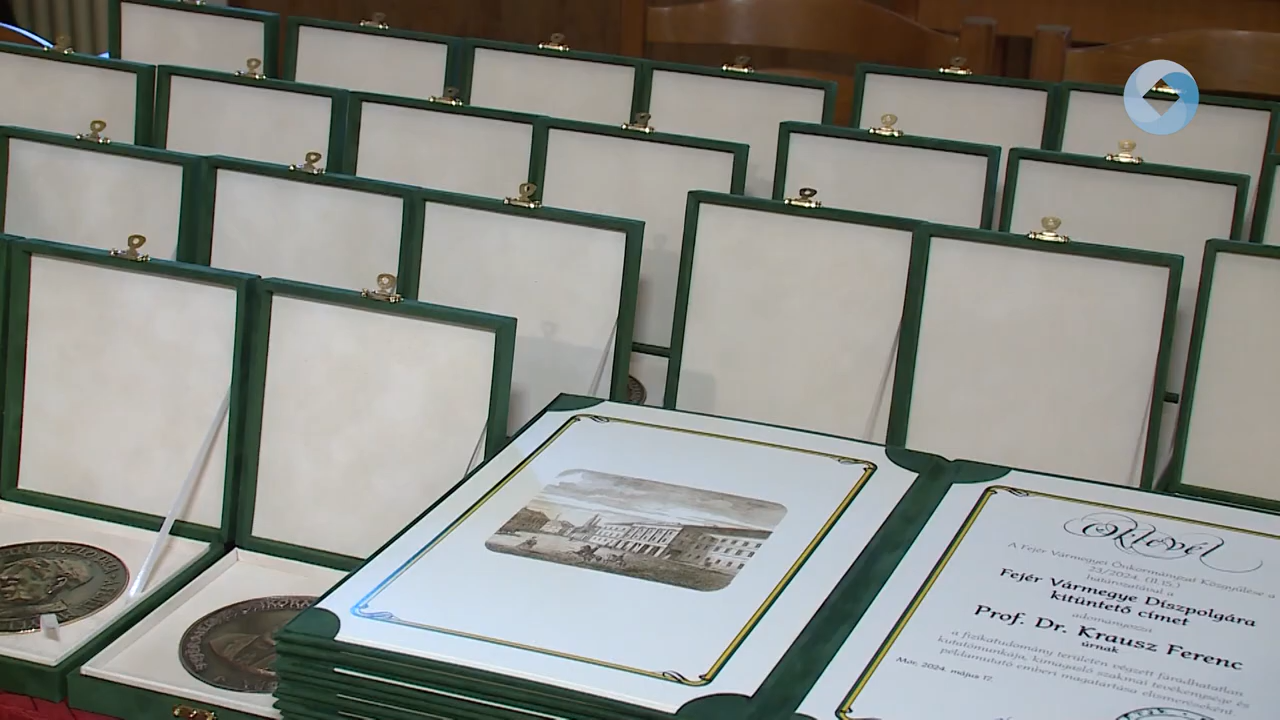 Oklevél
A Fejér Vármegyei Önkormányzat Közgyűlése a
23/2024. (II.15.)
határozatával a
Fejér Vármegye Díszpolgára
kitüntető címet
adományozza
Prof. Dr. Krausz Ferenc
úrnak
a fizikatudomány területén végzett fáradhatatlan
kutatómunkája, kimagasló szakmai tevékenysége és
példamutató emberi magatartása elismeréseként
Mór, 2024. május 17.